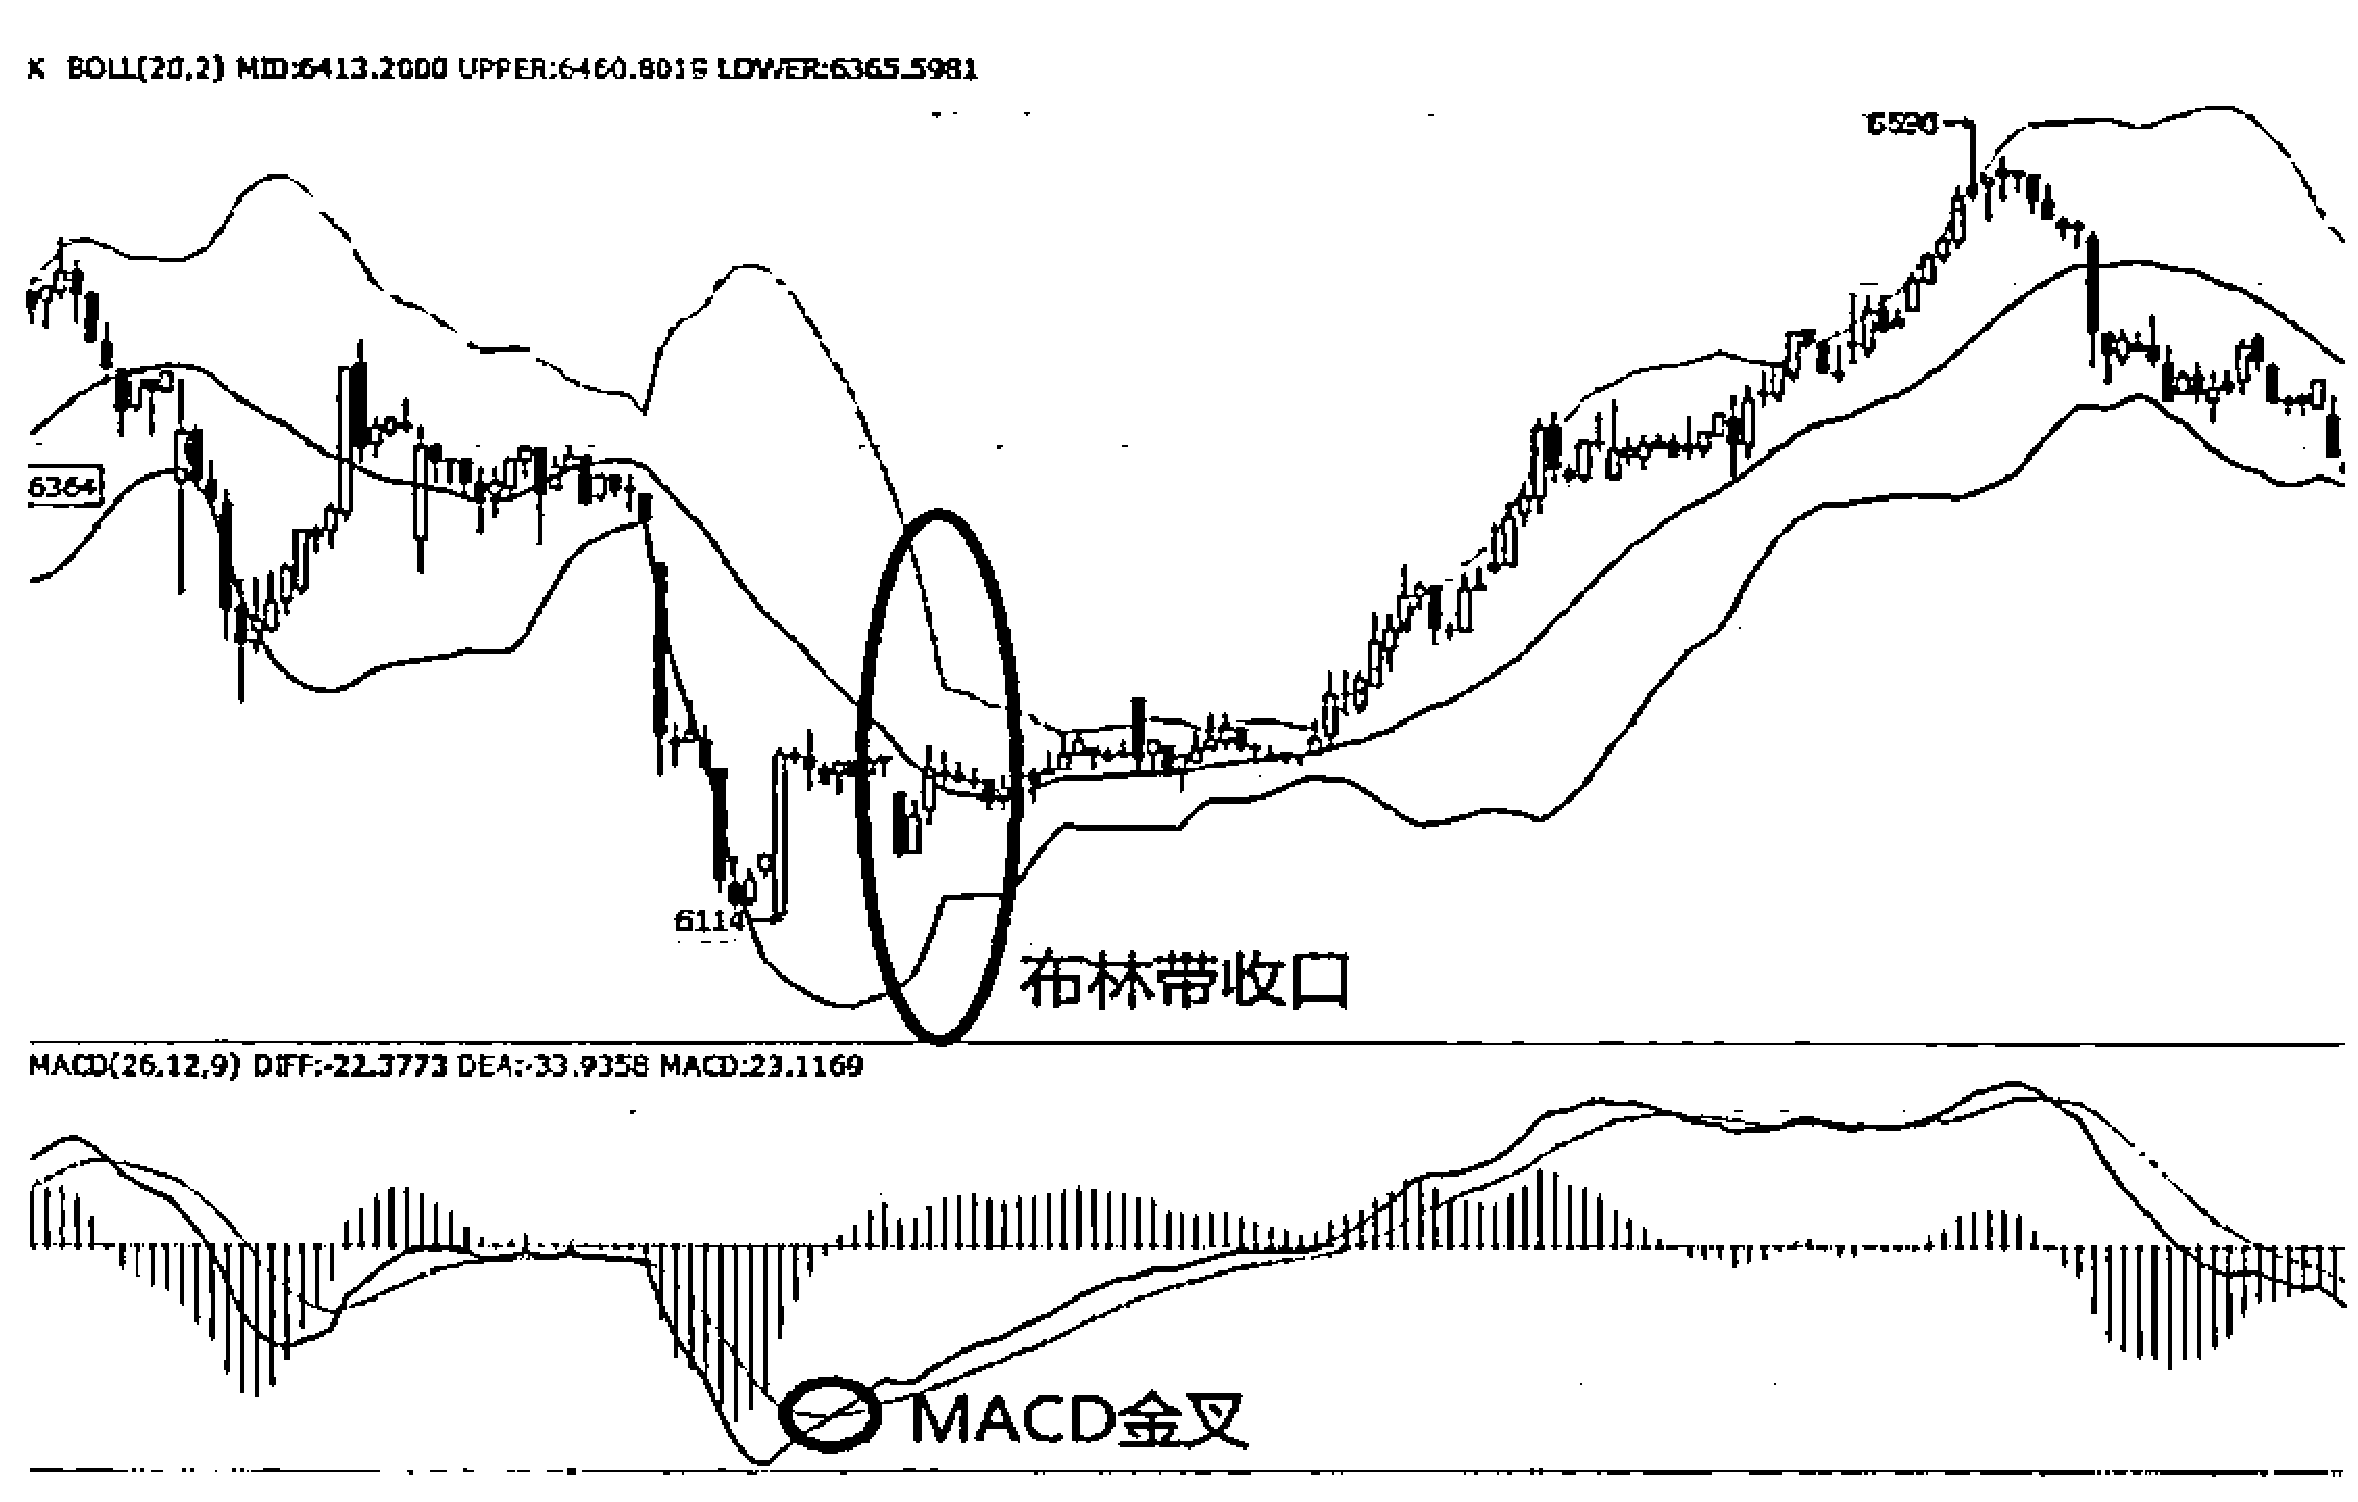 K BOLL(20,2) MID:6413.2000 UPPER:6460.8019 LOWER:6365.5981
6590
6364
6114
布林带收口
MACD(26,12,9) DIFF:-22.3773 DEA:-33.9358 MACD:23.1169
MACD金叉